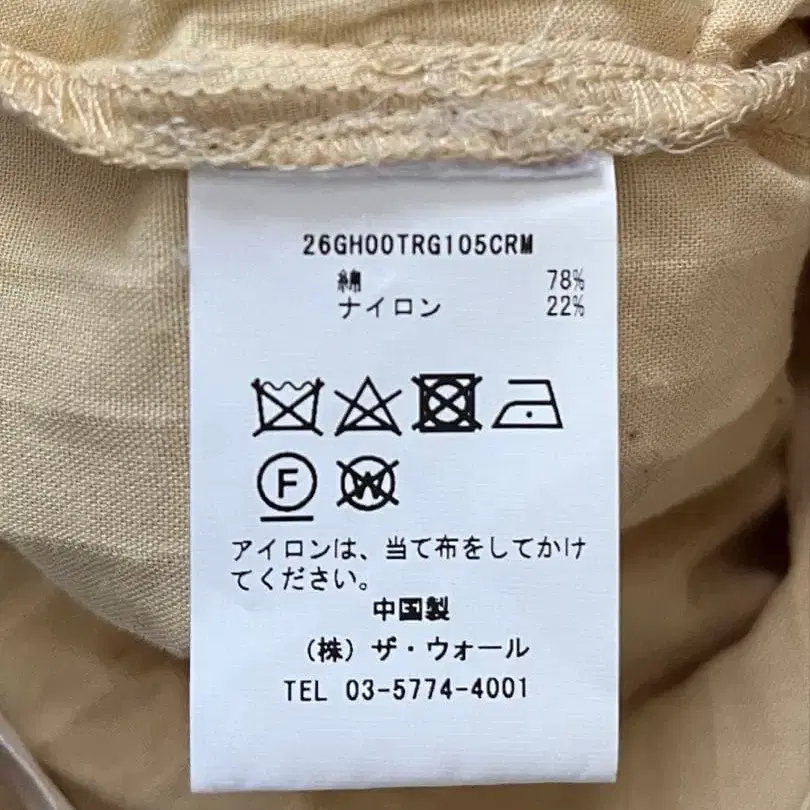 26GH00TRG105CRM
綿 78%
ナイロン 22%
F W
アイロンは、当て布をしてかけ
てください。
中国製
(株) ザ・ウォール
TEL 03-5774-4001